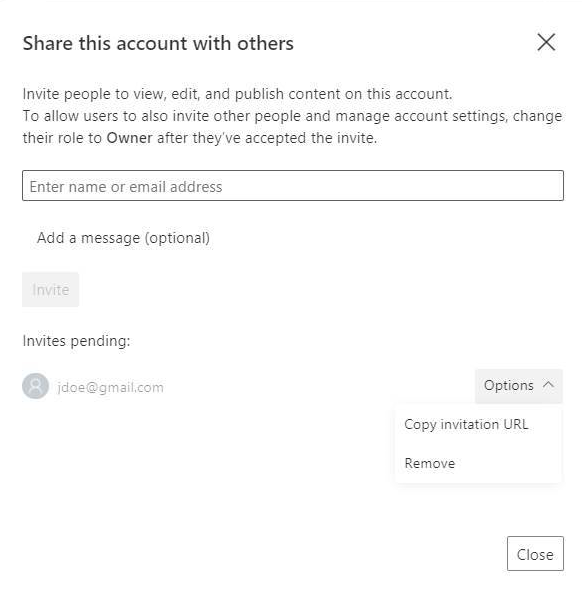 Share this account with others
Invite people to view, edit, and publish content on this account.
To allow users to also invite other people and manage account settings, change
their role to Owner after they've accepted the invite.
Enter name or email address
Add a message (optional)
Invite
Invites pending:
jdoe@gmail.com
Options
Copy invitation URL
Remove
Close